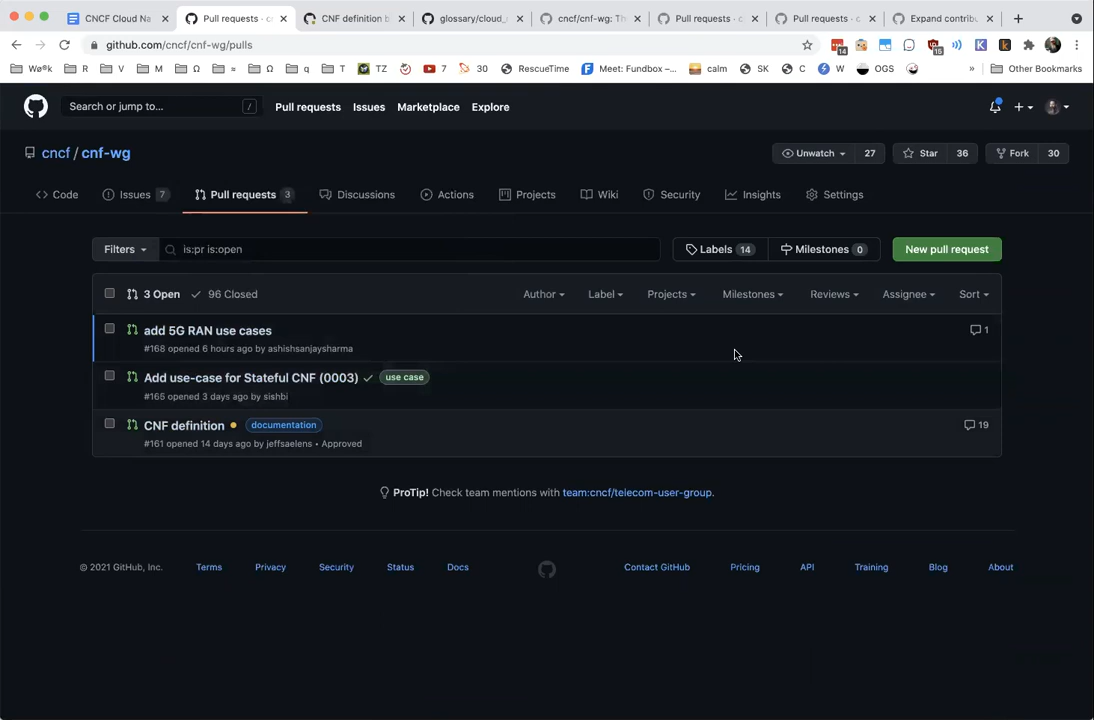 CNCF Cloud Na
Pull requests · c
CNF definition b
glossary/cloud_
cncf/cnf-wg: Th
Pull requests · c
Pull requests · c
Expand contribu
github.com/cncf/cnf-wg/pulls
14
15
Wø®k
R
V
M
Ω
≈
Ω
q
T
TZ
7
30
RescueTime
Meet: Fundbox –...
calm
SK
C
W
OGS
»
Other Bookmarks
Search or jump to...
/
Pull requests
Issues
Marketplace
Explore
cncf / cnf-wg
Unwatch
27
Star
36
Fork
30
Code
Issues 7
Pull requests 3
Discussions
Actions
Projects
Wiki
Security
Insights
Settings
Filters
is:pr is:open
Labels 14
Milestones 0
New pull request
3 Open
96 Closed
Author
Label
Projects
Milestones
Reviews
Assignee
Sort
add 5G RAN use cases
1
#168 opened 6 hours ago by ashishsanjaysharma
Add use-case for Stateful CNF (0003) use case
#166 opened 3 days ago by sishbi
CNF definition documentation
19
#161 opened 14 days ago by jeffsaelens • Approved
ProTip! Check team mentions with team:cncf/telecom-user-group.
© 2021 GitHub, Inc.
Terms
Privacy
Security
Status
Docs
Contact GitHub
Pricing
API
Training
Blog
About